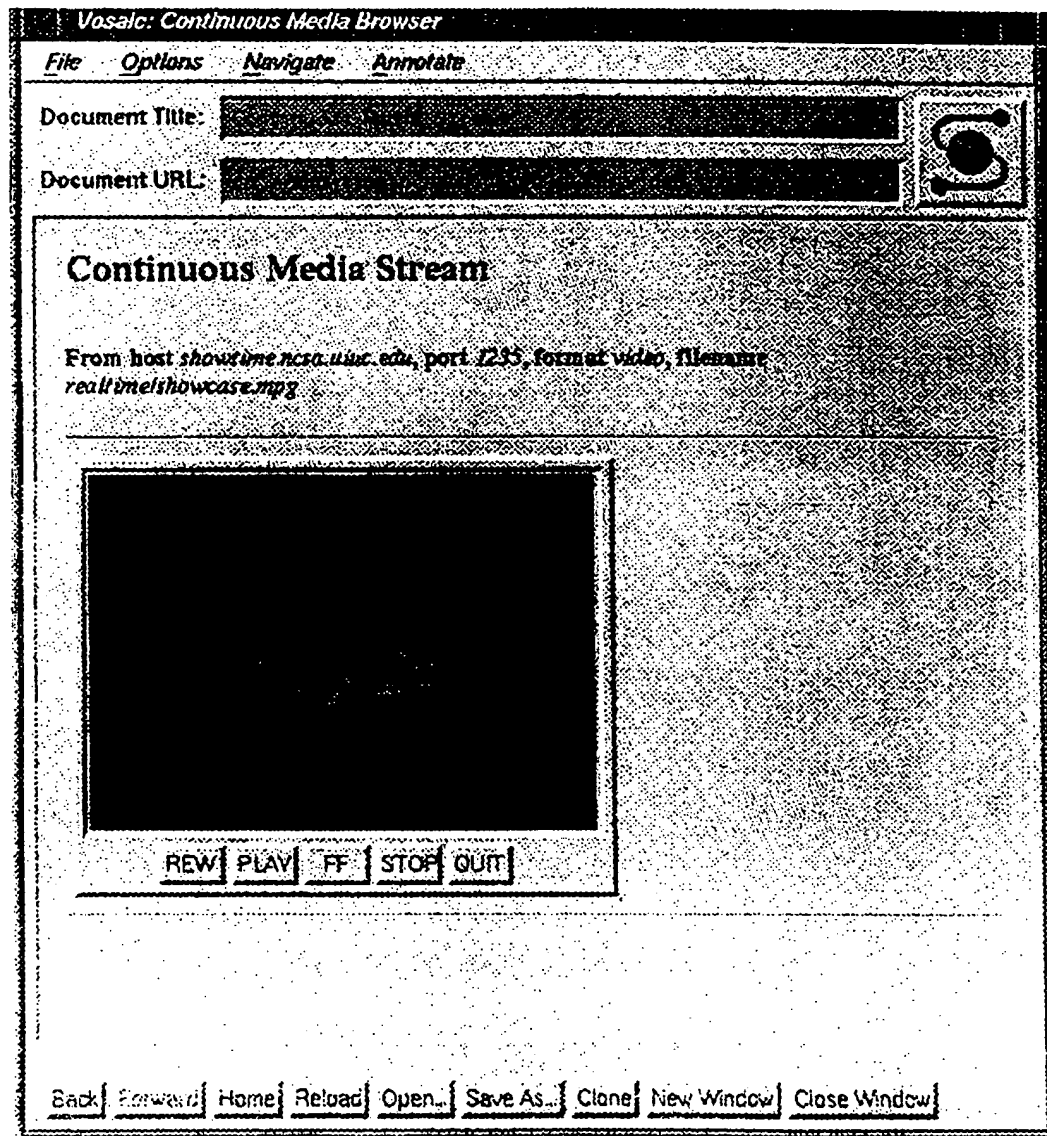 Vosaic: Continuous Media Browser
File Options Navigate Annotate
Document Title:
Document URL:
Continuous Media Stream
From host showtime.ncsa.uiuc.edu, port 1235, format video, filename
realtime/showcase.mpg
REW PLAY FF STOP QUIT
Back Forward Home Reload Open... Save As... Clone New Window Close Window